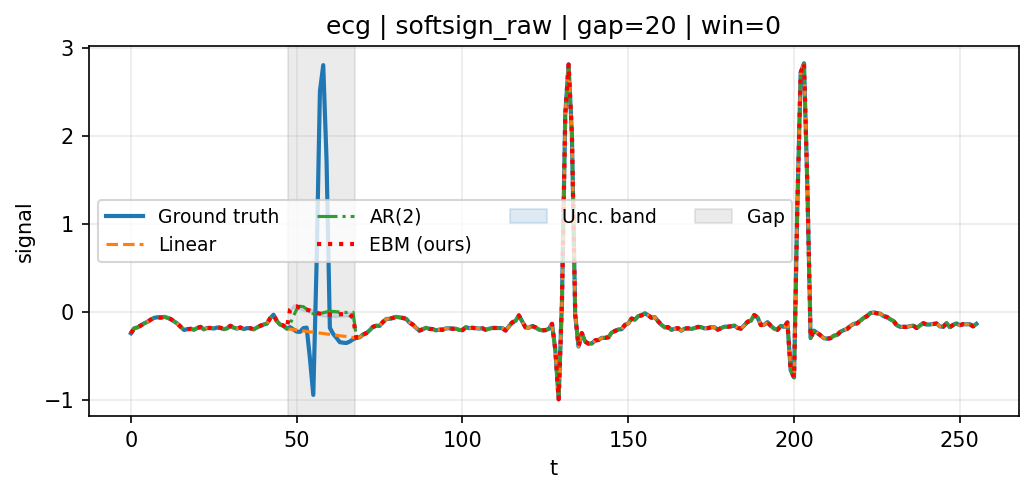 ecg | softsign_raw | gap=20 | win=0
3
2
1
0
−1
signal
Ground truth
Linear
AR(2)
EBM (ours)
Unc. band
Gap
0
50
100
150
200
250
t